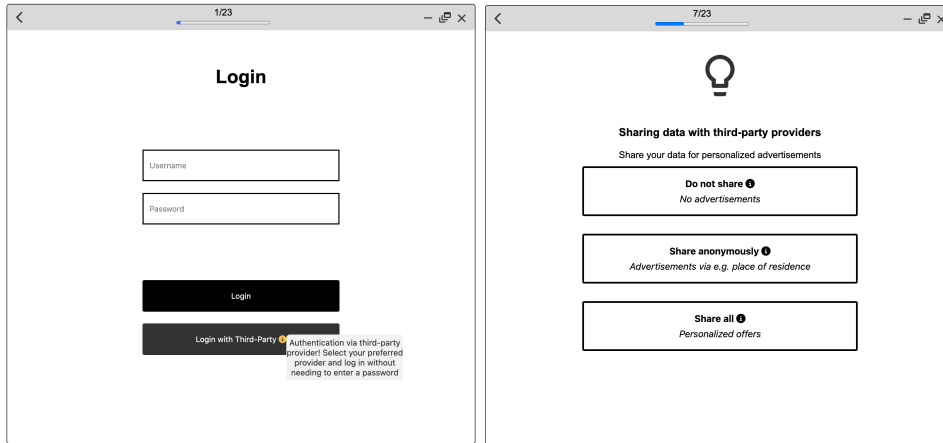 1/23
Login
Username
Password
Login
Login with Third-Party
Authentication via third-party
provider! Select your preferred
provider and log in without
needing to enter a password
7/23
Sharing data with third-party providers
Share your data for personalized advertisements
Do not share
No advertisements
Share anonymously
Advertisements via e.g. place of residence
Share all
Personalized offers